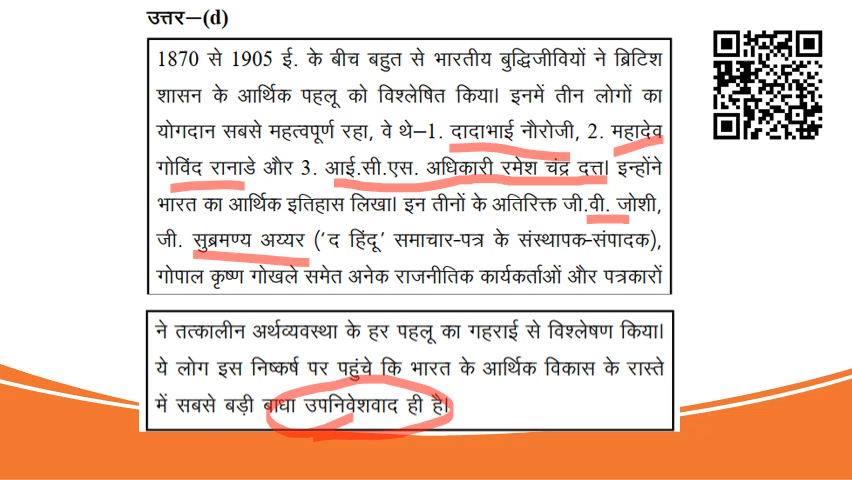 उत्तर–(d)
1870 से 1905 ई. के बीच बहुत से भारतीय बुद्धिजीवियों ने ब्रिटिश
शासन के आर्थिक पहलू को विश्लेषित किया। इनमें तीन लोगों का
योगदान सबसे महत्वपूर्ण रहा, वे थे–1. दादाभाई नौरोजी, 2. महादेव
गोविंद रानाडे और 3. आई.सी.एस. अधिकारी रमेश चंद्र दत्त। इन्होंने
भारत का आर्थिक इतिहास लिखा। इन तीनों के अतिरिक्त जी.वी. जोशी,
जी. सुब्रमण्य अय्यर ('द हिंदू' समाचार-पत्र के संस्थापक-संपादक),
गोपाल कृष्ण गोखले समेत अनेक राजनीतिक कार्यकर्ताओं और पत्रकारों
ने तत्कालीन अर्थव्यवस्था के हर पहलू का गहराई से विश्लेषण किया।
ये लोग इस निष्कर्ष पर पहुंचे कि भारत के आर्थिक विकास के रास्ते
में सबसे बड़ी बाधा उपनिवेशवाद ही है।